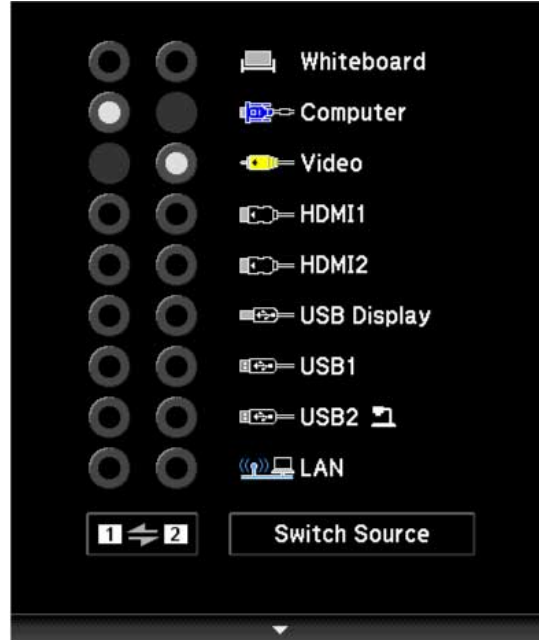 Whiteboard
Computer
Video
HDMI1
HDMI2
USB Display
USB1
USB2
LAN
1 2 Switch Source